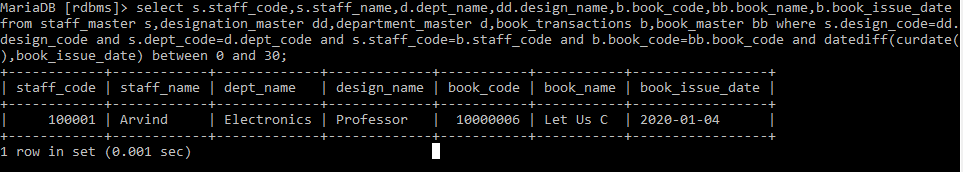 MariaDB [rdbms]> select s.staff_code,s.staff_name,d.dept_name,dd.design_name,b.book_code,bb.book_name,b.book_issue_date
from staff_master s,designation_master dd,department_master d,book_transactions b,book_master bb where s.design_code=dd.
design_code and s.dept_code=d.dept_code and s.staff_code=b.staff_code and b.book_code=bb.book_code and datediff(curdate(
),book_issue_date) between 0 and 30;
+------------+------------+-------------+-------------+-----------+-----------+-----------------+
| staff_code | staff_name | dept_name   | design_name | book_code | book_name | book_issue_date |
+------------+------------+-------------+-------------+-----------+-----------+-----------------+
|     100001 | Arvind     | Electronics | Professor   |  10000006 | Let Us C  | 2020-01-04      |
+------------+------------+-------------+-------------+-----------+-----------+-----------------+
1 row in set (0.001 sec)